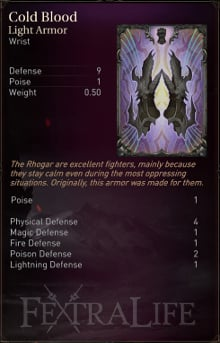 Cold Blood
Light Armor
Wrist
Defense 9
Poise 1
Weight 0.50
The Rhogar are excellent fighters, mainly because
they stay calm even during the most oppressing
situations. Originally, this armor was made for them.
Poise 1
Physical Defense 4
Magic Defense 1
Fire Defense 1
Poison Defense 2
Lightning Defense 1
FEXTRALIFE